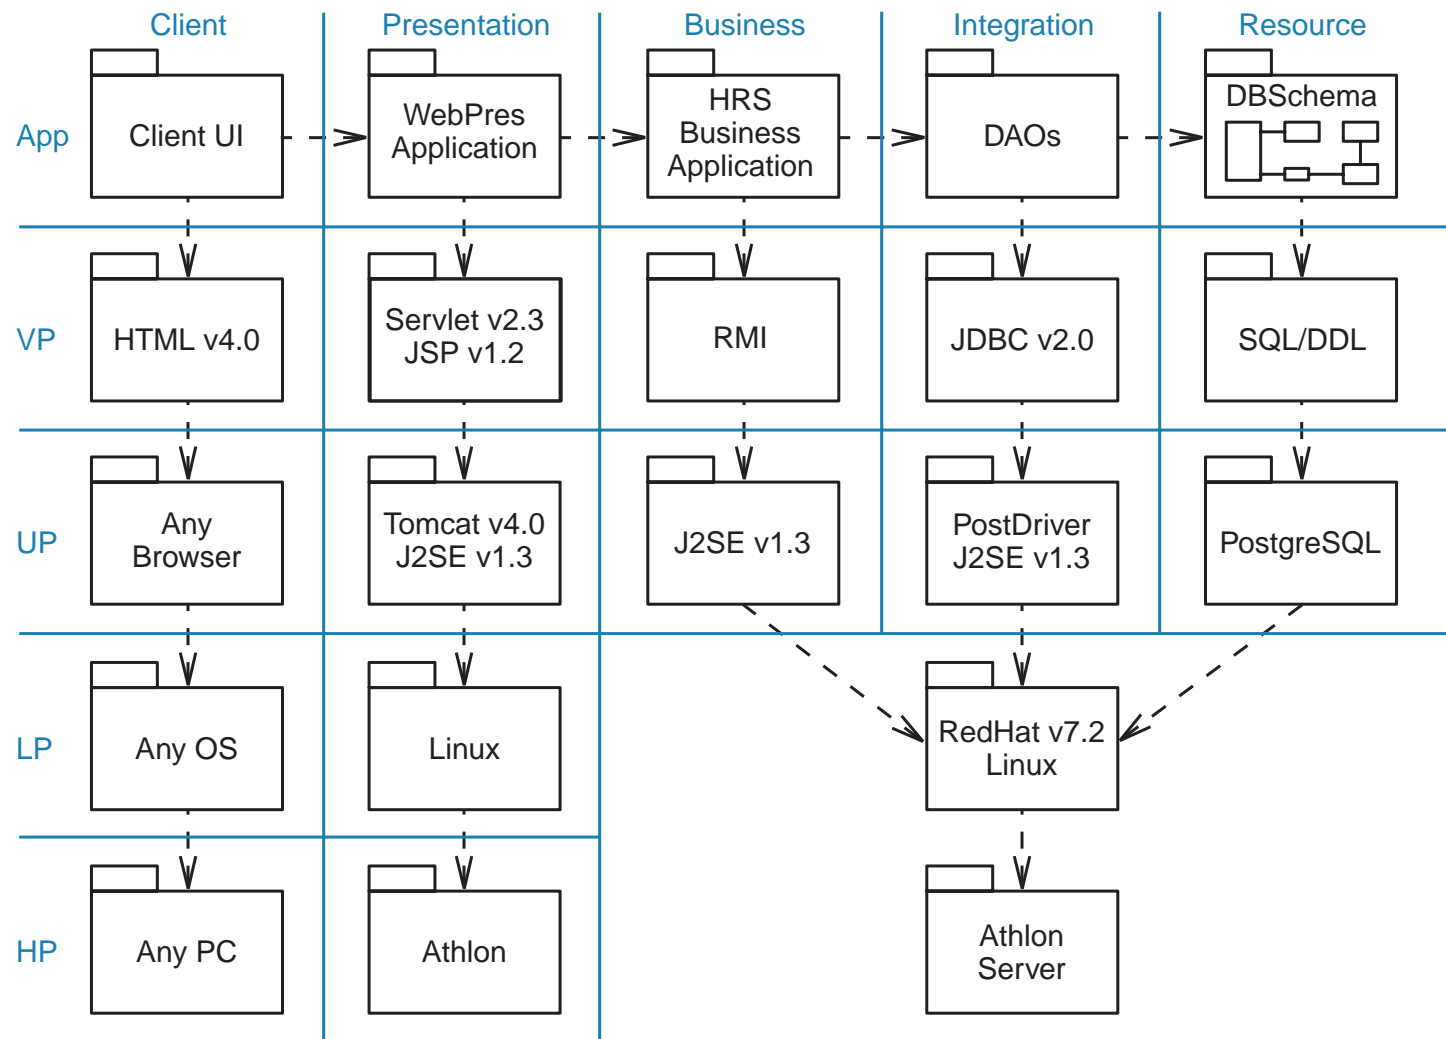 Client
Presentation
Business
Integration
Resource
App
Client UI
WebPres
Application
HRS
Business
Application
DAOs
DBSchema
VP
HTML v4.0
Servlet v2.3
JSP v1.2
RMI
JDBC v2.0
SQL/DDL
UP
Any
Browser
Tomcat v4.0
J2SE v1.3
J2SE v1.3
PostDriver
J2SE v1.3
PostgreSQL
LP
Any OS
Linux
RedHat v7.2
Linux
HP
Any PC
Athlon
Athlon
Server